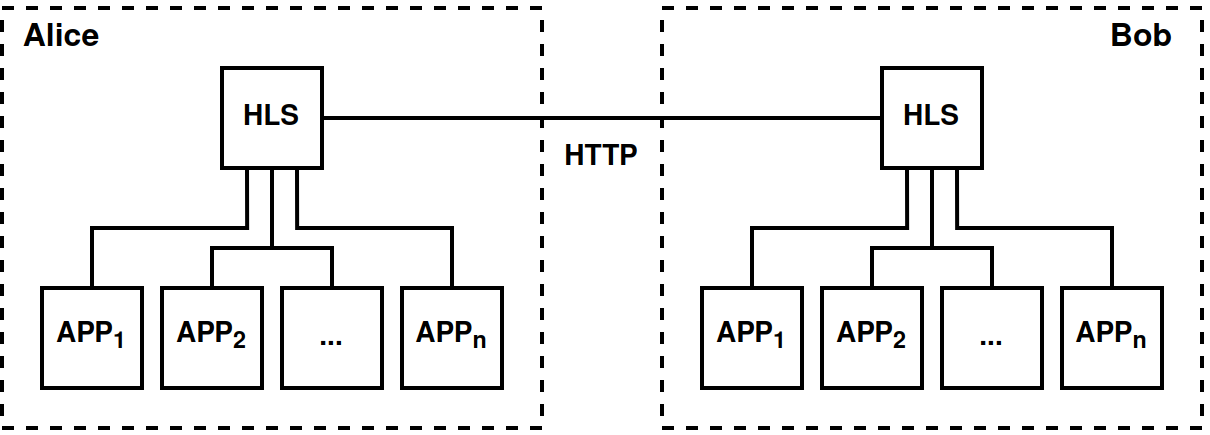 Alice
Bob
HLS
HLS
HTTP
APP₁
APP₂
...
APPₙ
APP₁
APP₂
...
APPₙ